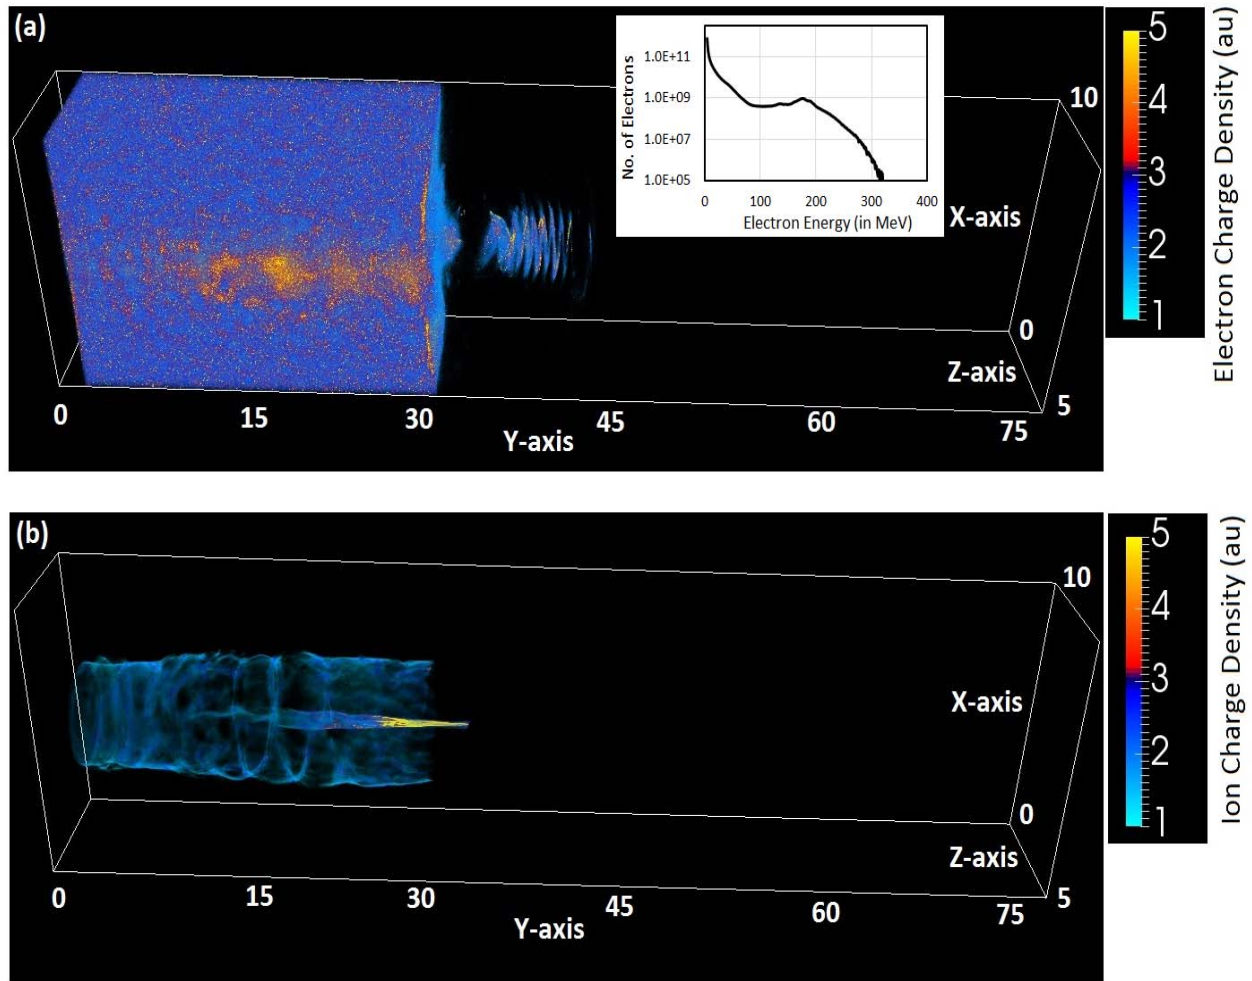 (a)
5
4
3
2
1
Electron Charge Density (au)
1.0E+11
1.0E+09
1.0E+07
1.0E+05
No. of Electrons
0 100 200 300 400
Electron Energy (in MeV)
10
X-axis
0
Z-axis
5
0 15 30 45 60 75
Y-axis
(b)
5
4
3
2
1
Ion Charge Density (au)
10
X-axis
0
Z-axis
5
0 15 30 45 60 75
Y-axis